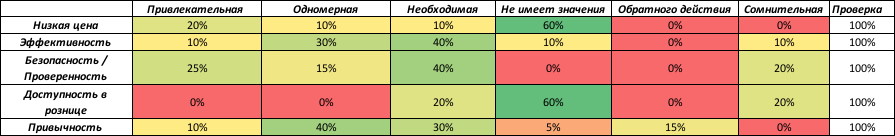 Привлекательная Одномерная Необходимая Не имеет значения Обратного действия Сомнительная Проверка
Низкая цена 20% 10% 10% 60% 0% 0% 100%
Эффективность 10% 30% 40% 10% 0% 10% 100%
Безопасность /
Проверенность 25% 15% 40% 0% 0% 20% 100%
Доступность в
рознице 0% 0% 20% 60% 0% 20% 100%
Привычность 10% 40% 30% 5% 15% 0% 100%